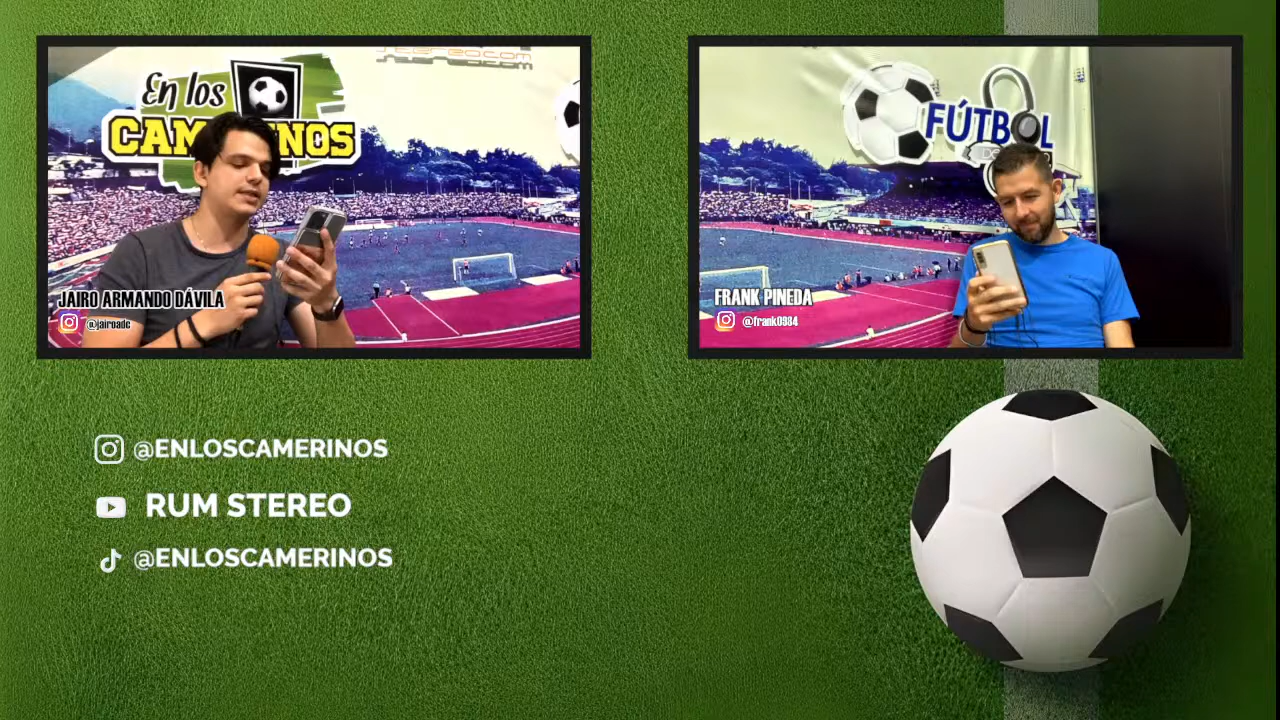 En los
CAMERINOS
JAIRO ARMANDO DÁVILA
@jairoadc
FÚTBOL
FRANK PINEDA
@frank0984
@ENLOSCAMERINOS
RUM STEREO
@ENLOSCAMERINOS